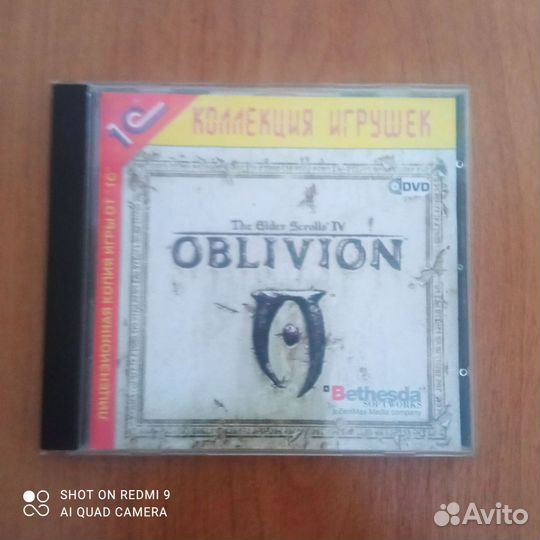 1С
КОЛЛЕКЦИЯ ИГРУШЕК
ЛИЦЕНЗИОННАЯ КОПИЯ ИГРЫ ОТ "1С"
DVD
The Elder Scrolls IV
OBLIVION
Bethesda
SOFTWORKS
a ZeniMax Media company
SHOT ON REDMI 9
AI QUAD CAMERA
Avito